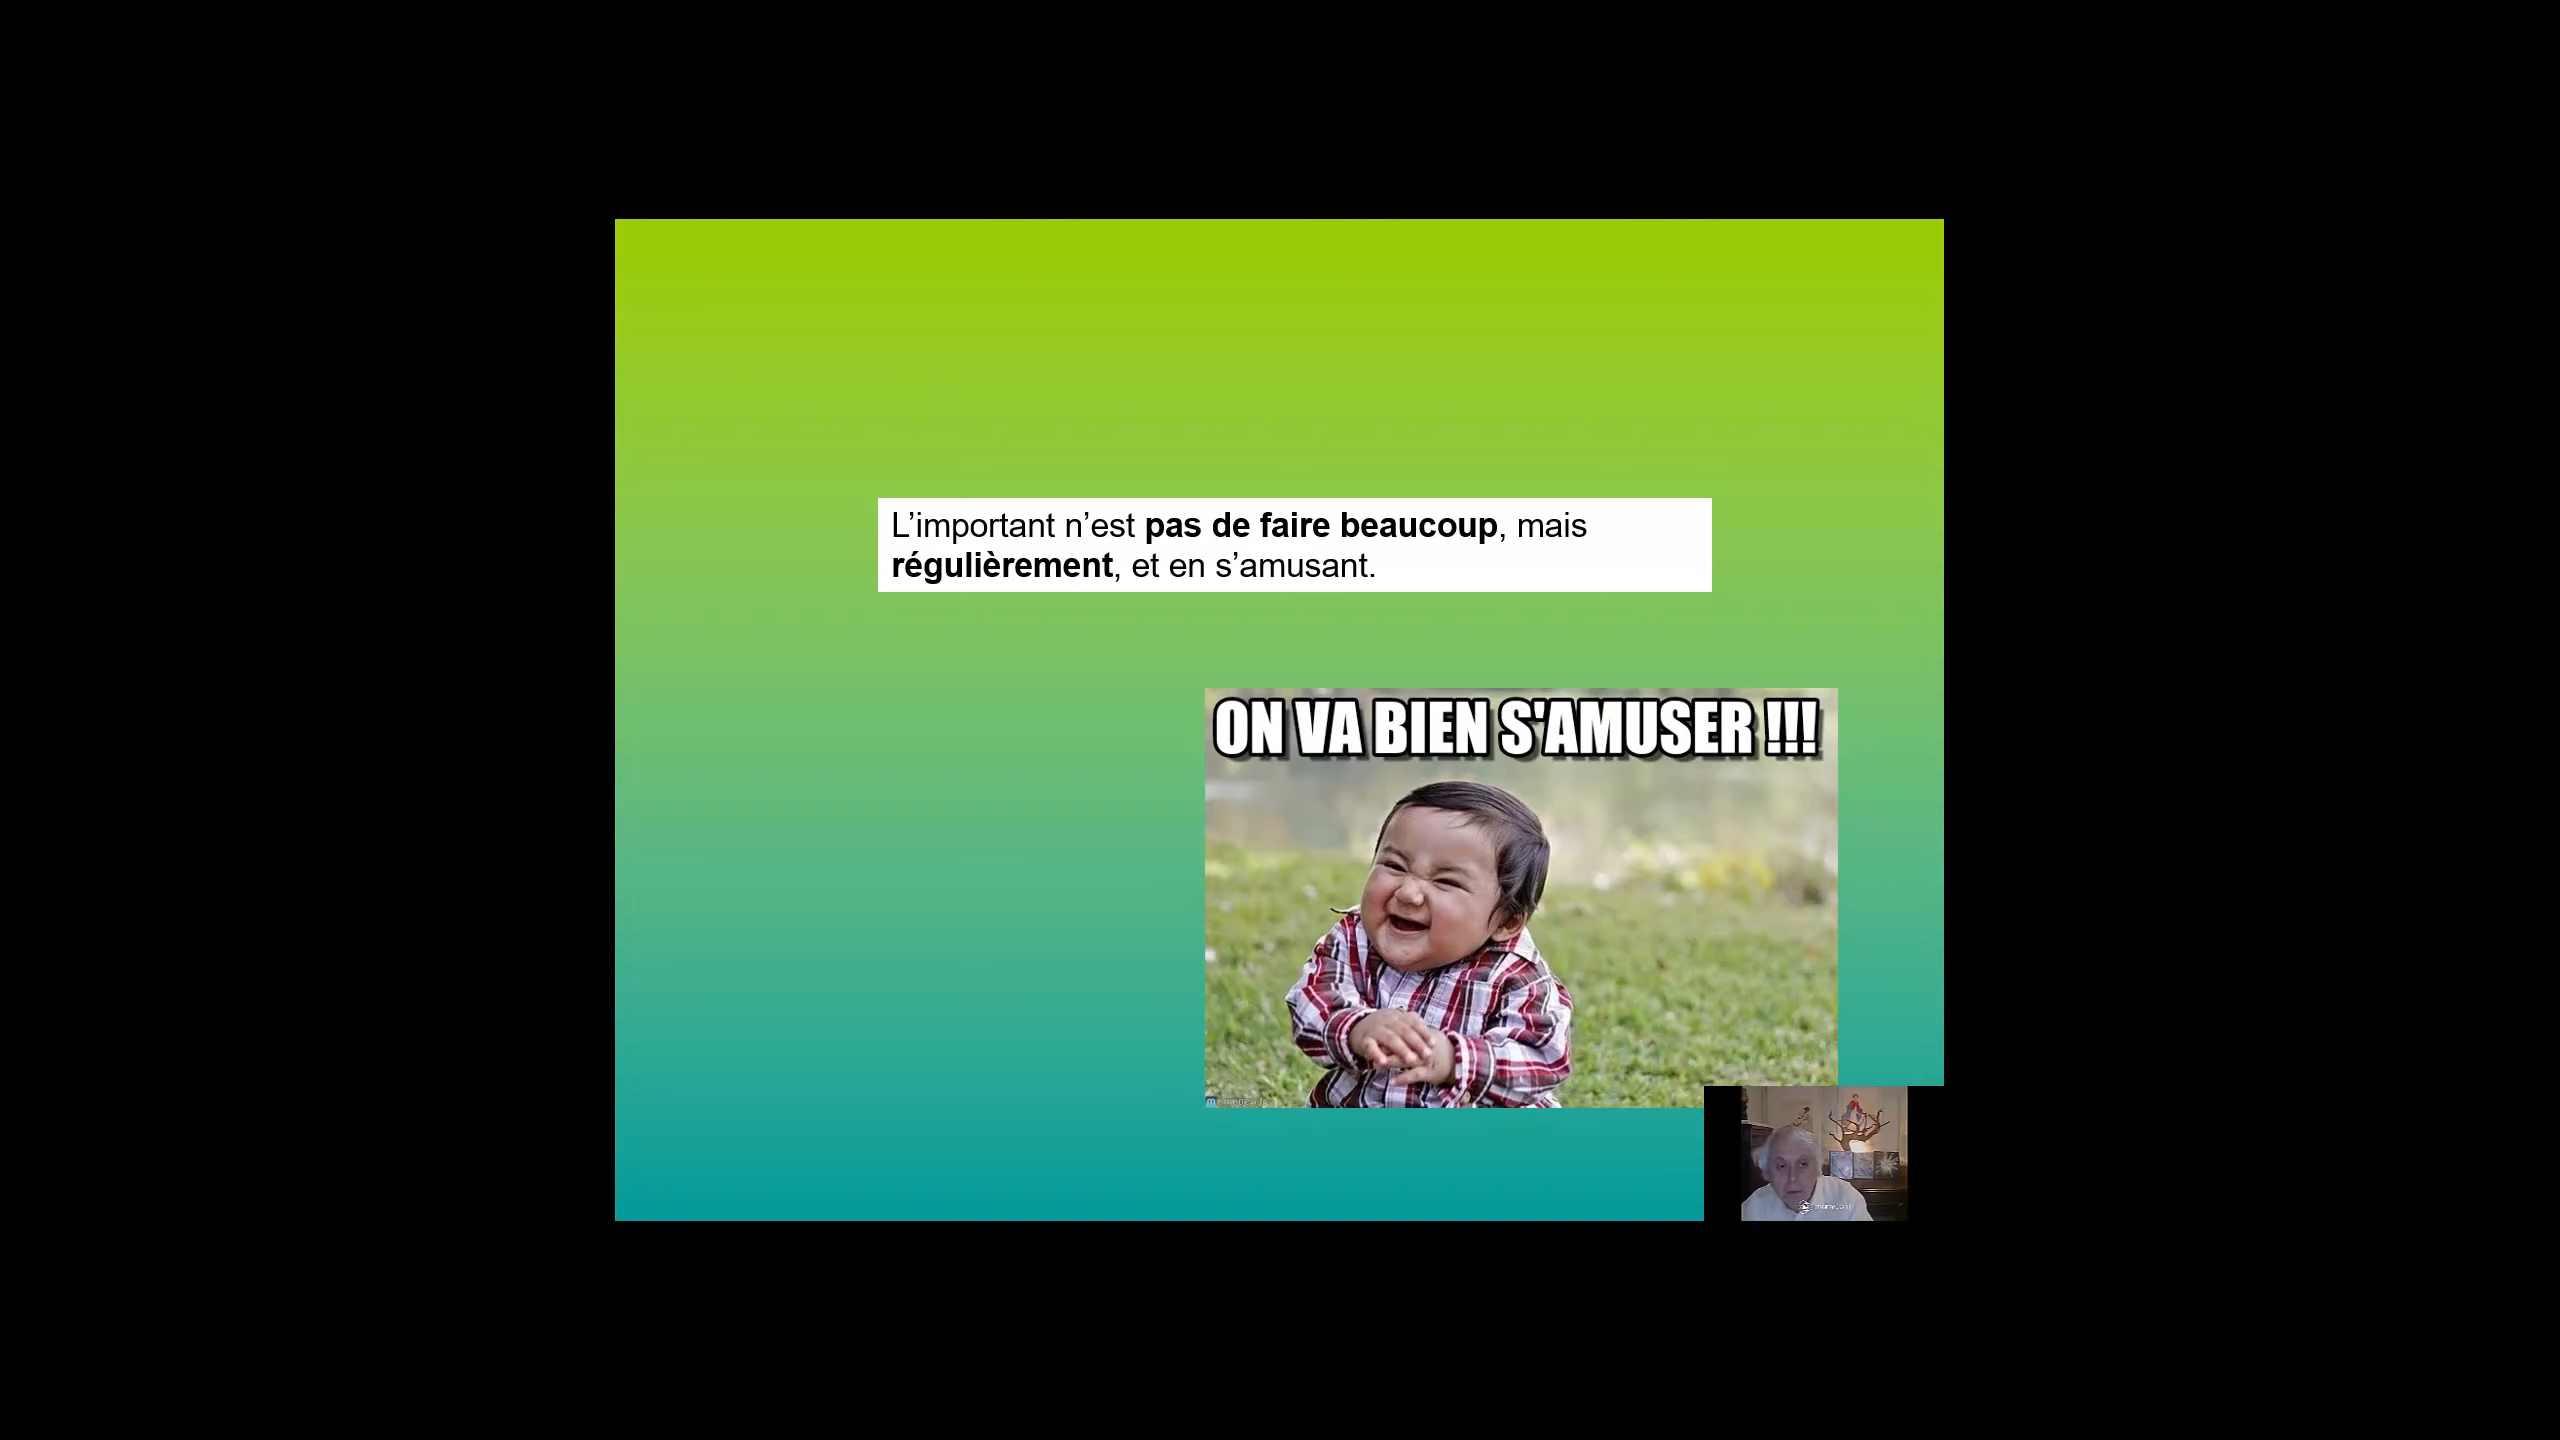 L’important n’est pas de faire beaucoup, mais
régulièrement, et en s’amusant.
ON VA BIEN S'AMUSER !!!